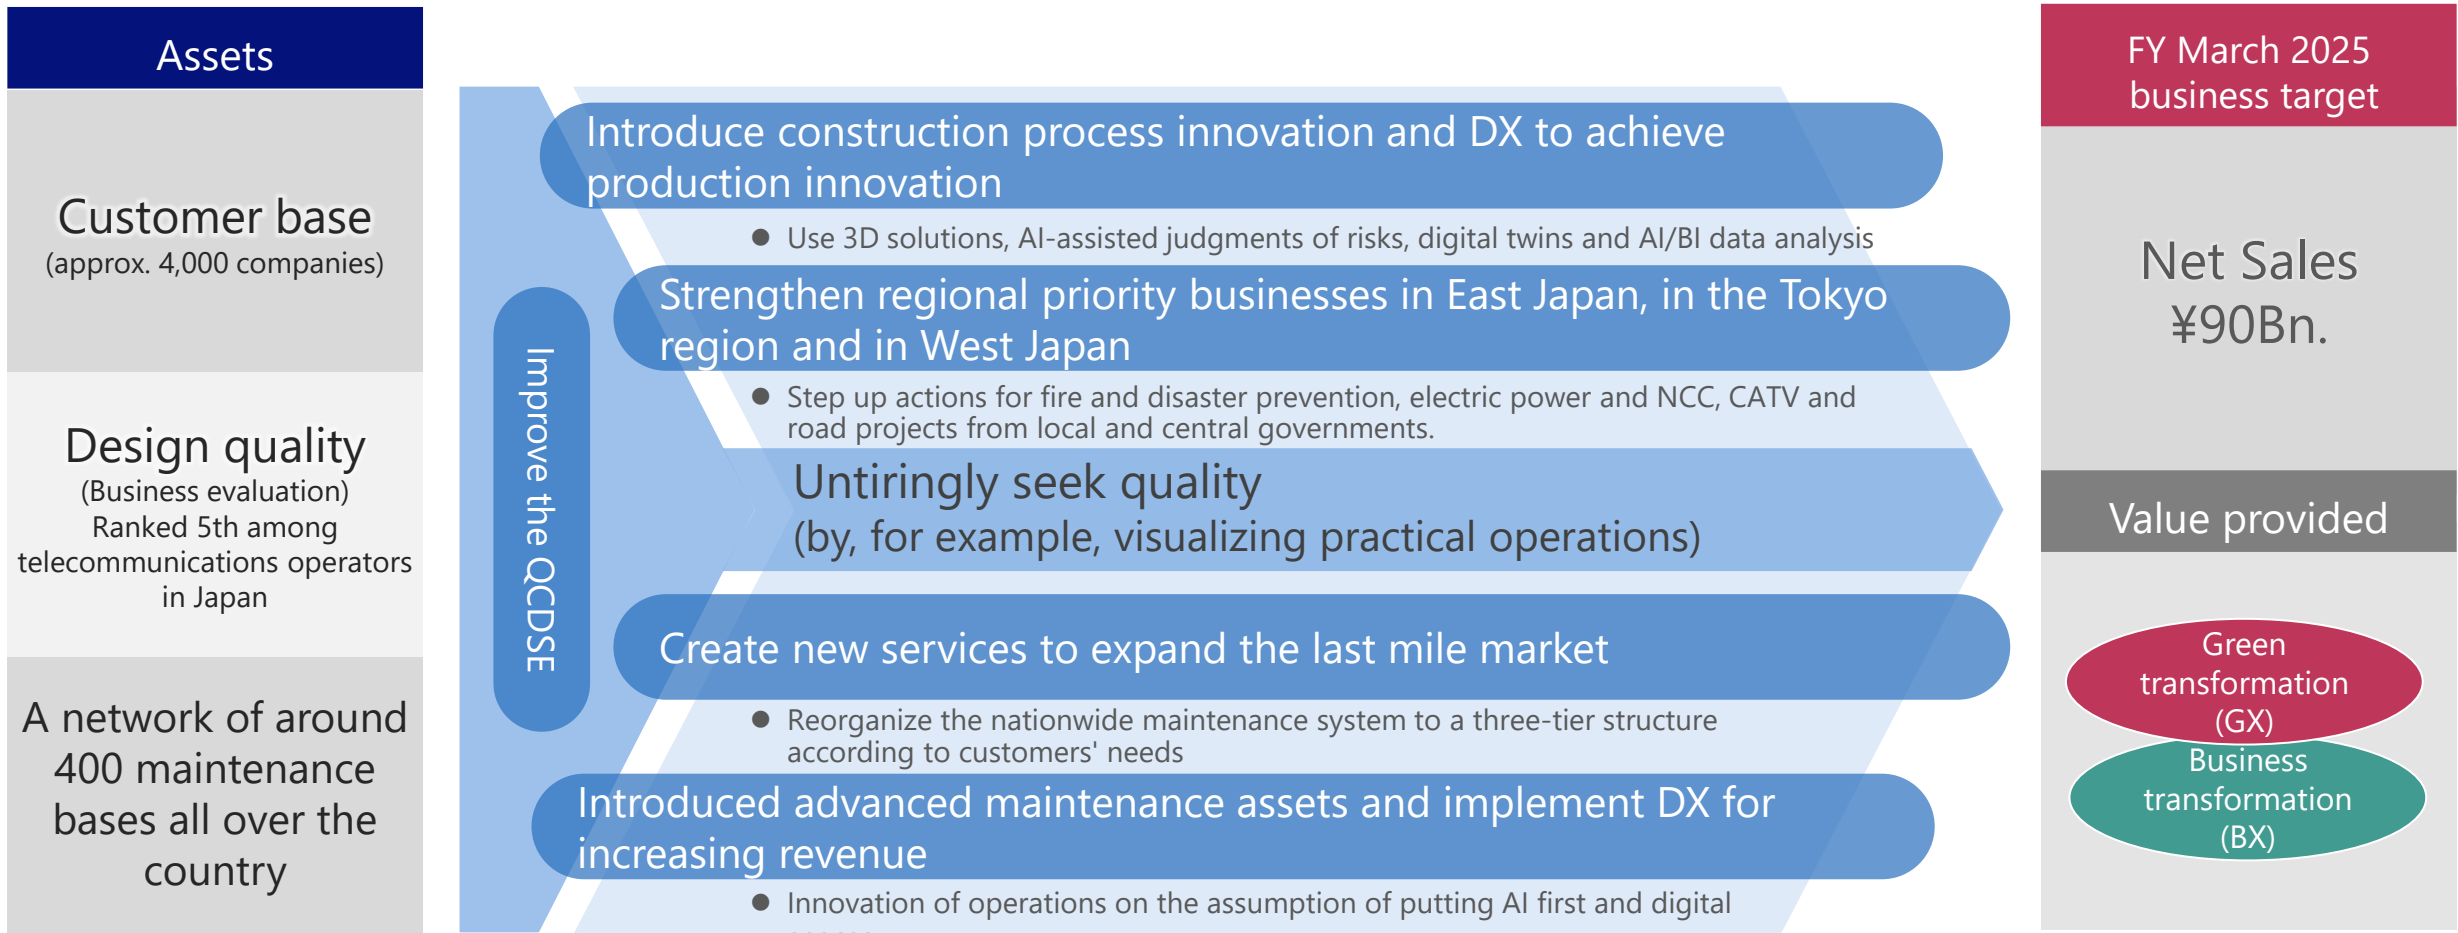 Assets
Customer base
(approx. 4,000 companies)
Design quality
(Business evaluation)
Ranked 5th among
telecommunications operators
in Japan
A network of around
400 maintenance
bases all over the
country
Improve the QCDSE
Introduce construction process innovation and DX to achieve
production innovation
● Use 3D solutions, AI-assisted judgments of risks, digital twins and AI/BI data analysis
Strengthen regional priority businesses in East Japan, in the Tokyo
region and in West Japan
● Step up actions for fire and disaster prevention, electric power and NCC, CATV and
road projects from local and central governments.
Untiringly seek quality
(by, for example, visualizing practical operations)
Create new services to expand the last mile market
● Reorganize the nationwide maintenance system to a three-tier structure
according to customers' needs
Introduced advanced maintenance assets and implement DX for
increasing revenue
● Innovation of operations on the assumption of putting AI first and digital
FY March 2025
business target
Net Sales
¥90Bn.
Value provided
Green
transformation
(GX)
Business
transformation
(BX)